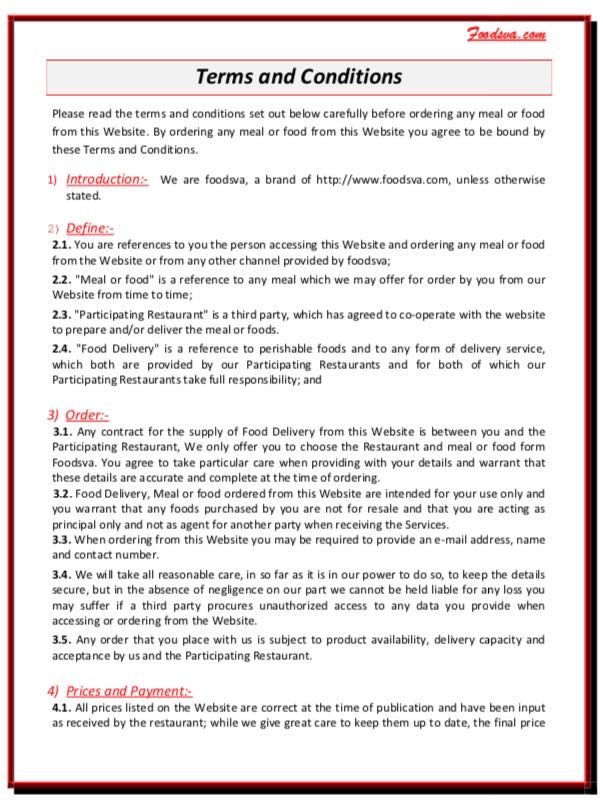 Foodsva.com
Terms and Conditions
Please read the terms and conditions set out below carefully before ordering any meal or food
from this Website. By ordering any meal or food from this Website you agree to be bound by
these Terms and Conditions.
1) Introduction:- We are foodsva, a brand of http://www.foodsva.com, unless otherwise
stated.
2) Define:-
2.1. You are references to you the person accessing this Website and ordering any meal or food
from the Website or from any other channel provided by foodsva;
2.2. "Meal or food" is a reference to any meal which we may offer for order by you from our
Website from time to time;
2.3. "Participating Restaurant" is a third party, which has agreed to co-operate with the website
to prepare and/or deliver the meal or foods.
2.4. "Food Delivery" is a reference to perishable foods and to any form of delivery service,
which both are provided by our Participating Restaurants and for both of which our
Participating Restaurants take full responsibility; and
3) Order:-
3.1. Any contract for the supply of Food Delivery from this Website is between you and the
Participating Restaurant, We only offer you to choose the Restaurant and meal or food form
Foodsva. You agree to take particular care when providing with your details and warrant that
these details are accurate and complete at the time of ordering.
3.2. Food Delivery, Meal or food ordered from this Website are intended for your use only and
you warrant that any foods purchased by you are not for resale and that you are acting as
principal only and not as agent for another party when receiving the Services.
3.3. When ordering from this Website you may be required to provide an e-mail address, name
and contact number.
3.4. We will take all reasonable care, in so far as it is in our power to do so, to keep the details
secure, but in the absence of negligence on our part we cannot be held liable for any loss you
may suffer if a third party procures unauthorized access to any data you provide when
accessing or ordering from the Website.
3.5. Any order that you place with us is subject to product availability, delivery capacity and
acceptance by us and the Participating Restaurant.
4) Prices and Payment:-
4.1. All prices listed on the Website are correct at the time of publication and have been input
as received by the restaurant; while we give great care to keep them up to date, the final price